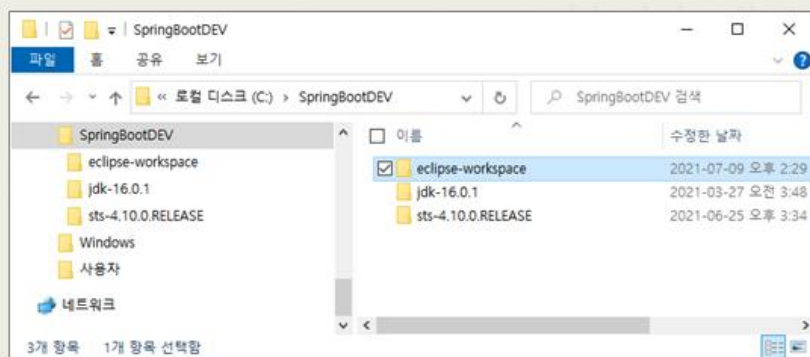 SpringBootDEV
파일 홈 공유 보기
« 로컬 디스크 (C:) › SpringBootDEV SpringBootDEV 검색
SpringBootDEV
eclipse-workspace
jdk-16.0.1
sts-4.10.0.RELEASE
Windows
사용자
네트워크
이름 수정한 날짜
eclipse-workspace 2021-07-09 오후 2:29
jdk-16.0.1 2021-03-27 오전 3:48
sts-4.10.0.RELEASE 2021-06-25 오후 3:34
3개 항목 1개 항목 선택함